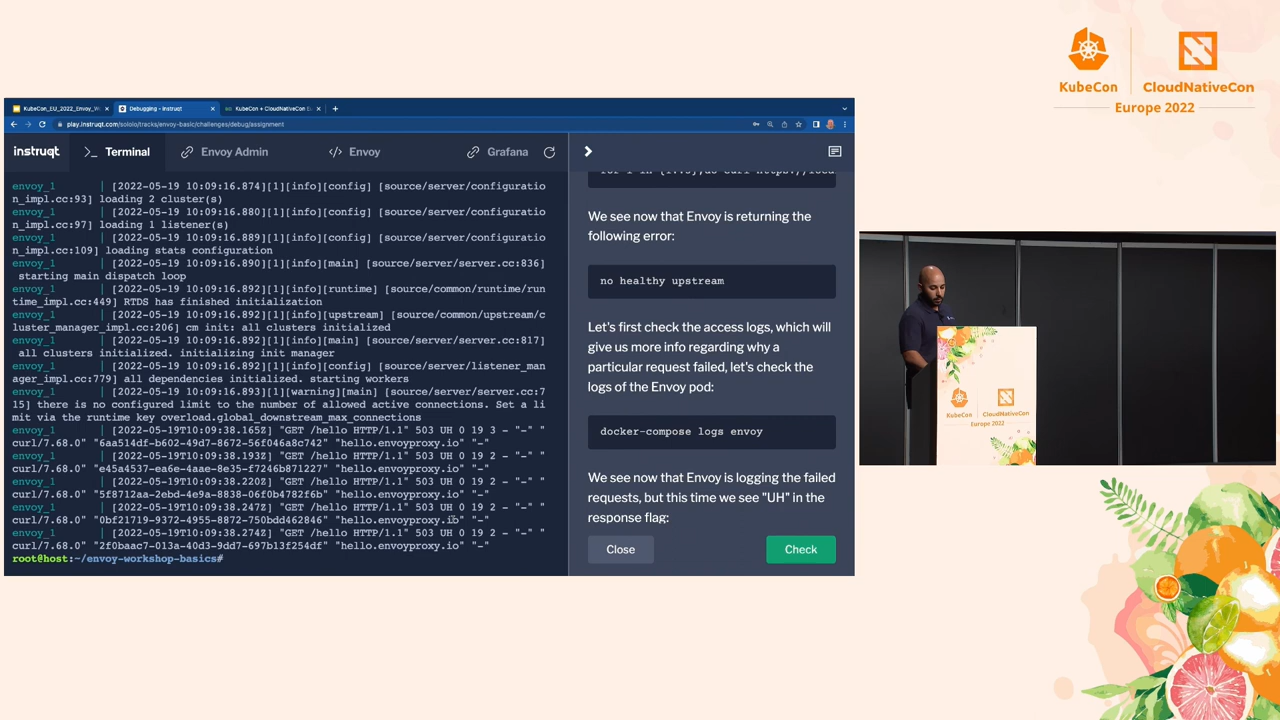 KubeCon
CloudNativeCon
Europe 2022
KubeCon_EU_2022_Envoy_W
Debugging - Instruqt
KubeCon + CloudNativeCon E
play.instruqt.com/sololo/tracks/envoy-basic/challenges/debug/assignment
instruqt
Terminal
Envoy Admin
Envoy
Grafana
envoy_1 | [2022-05-19 10:09:16.874][1][info][config] [source/server/configuratio
n_impl.cc:93] loading 2 cluster(s)
envoy_1 | [2022-05-19 10:09:16.880][1][info][config] [source/server/configuratio
n_impl.cc:97] loading 1 listener(s)
envoy_1 | [2022-05-19 10:09:16.889][1][info][config] [source/server/configuratio
n_impl.cc:109] loading stats configuration
envoy_1 | [2022-05-19 10:09:16.890][1][info][main] [source/server/server.cc:836]
starting main dispatch loop
envoy_1 | [2022-05-19 10:09:16.890][1][info][runtime] [source/common/runtime/run
time_impl.cc:449] RTDS has finished initialization
envoy_1 | [2022-05-19 10:09:16.892][1][info][upstream] [source/common/upstream/c
luster_manager_impl.cc:206] cm init: all clusters initialized
envoy_1 | [2022-05-19 10:09:16.892][1][info][main] [source/server/server.cc:817]
all clusters initialized. initializing init manager
envoy_1 | [2022-05-19 10:09:16.892][1][info][config] [source/server/listener_man
ager_impl.cc:779] all dependencies initialized. starting workers
envoy_1 | [2022-05-19 10:09:16.893][1][warning][main] [source/server/server.cc:7
15] there is no configured limit to the number of allowed active connections. Set a li
mit via the runtime key overload.global_downstream_max_connections
envoy_1 | [2022-05-19T10:09:38.165Z] "GET /hello HTTP/1.1" 503 UH 0 19 3 - "-" "
curl/7.68.0" "6aa514df-b602-49d7-8672-56f046a8c742" "hello.envoyproxy.io" "-"
envoy_1 | [2022-05-19T10:09:38.193Z] "GET /hello HTTP/1.1" 503 UH 0 19 2 - "-" "
curl/7.68.0" "e45a4537-ea6e-4aae-8e35-f7246b871227" "hello.envoyproxy.io" "-"
envoy_1 | [2022-05-19T10:09:38.220Z] "GET /hello HTTP/1.1" 503 UH 0 19 2 - "-" "
curl/7.68.0" "5f8712aa-2ebd-4e9a-8838-06f0b4782f6b" "hello.envoyproxy.io" "-"
envoy_1 | [2022-05-19T10:09:38.247Z] "GET /hello HTTP/1.1" 503 UH 0 19 2 - "-" "
curl/7.68.0" "0bf21719-9372-4955-8872-750bdd462846" "hello.envoyproxy.io" "-"
envoy_1 | [2022-05-19T10:09:38.274Z] "GET /hello HTTP/1.1" 503 UH 0 19 2 - "-" "
curl/7.68.0" "2f0baac7-013a-40d3-9dd7-697b13f254df" "hello.envoyproxy.io" "-"
root@host:~/envoy-workshop-basics#
We see now that Envoy is returning the
following error:
no healthy upstream
Let's first check the access logs, which will
give us more info regarding why a
particular request failed, let's check the
logs of the Envoy pod:
docker-compose logs envoy
We see now that Envoy is logging the failed
requests, but this time we see "UH" in the
response flag:
Close
Check
KubeCon
CloudNativeCon
Europe 2022